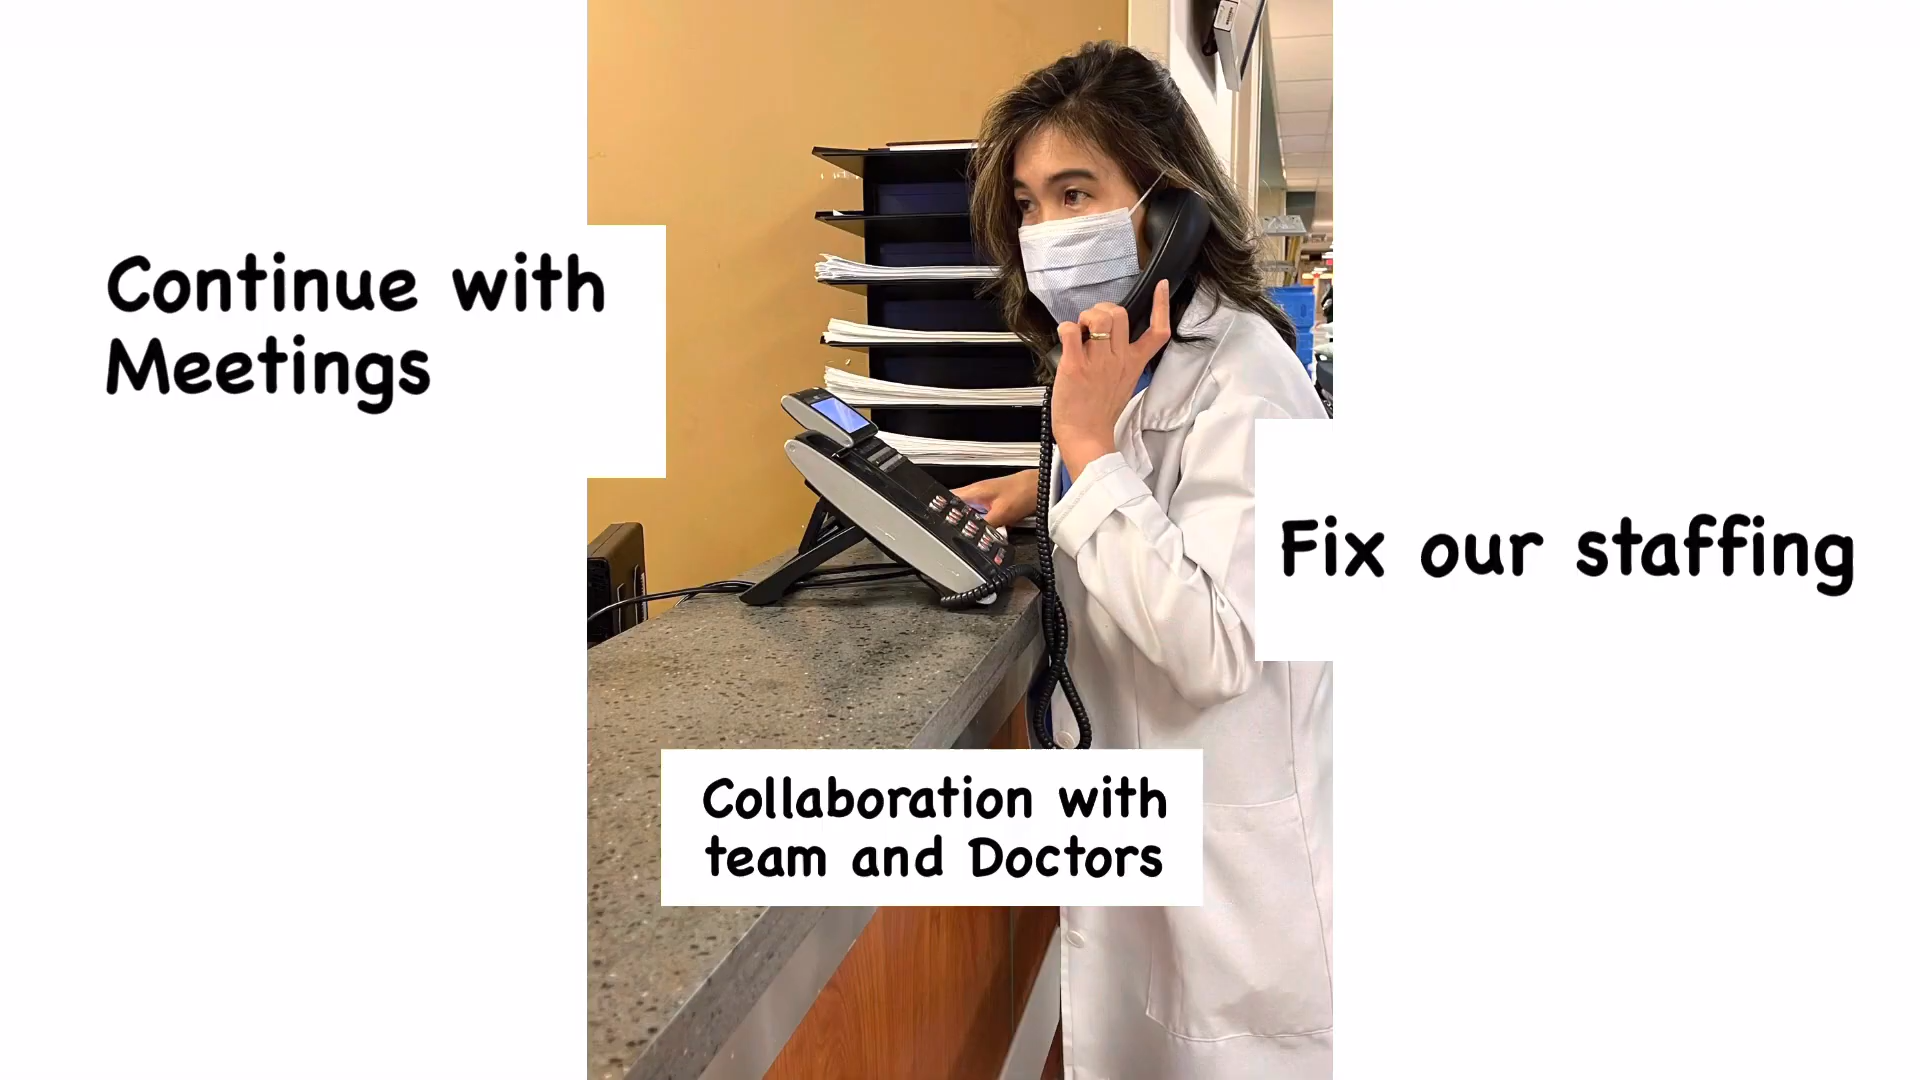 Continue with
Meetings
Fix our staffing
Collaboration with
team and Doctors